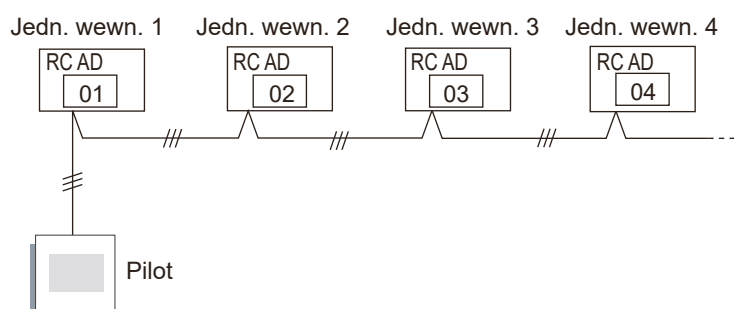 Jedn. wewn. 1 Jedn. wewn. 2 Jedn. wewn. 3 Jedn. wewn. 4
RC AD RC AD RC AD RC AD
01 02 03 04
Pilot